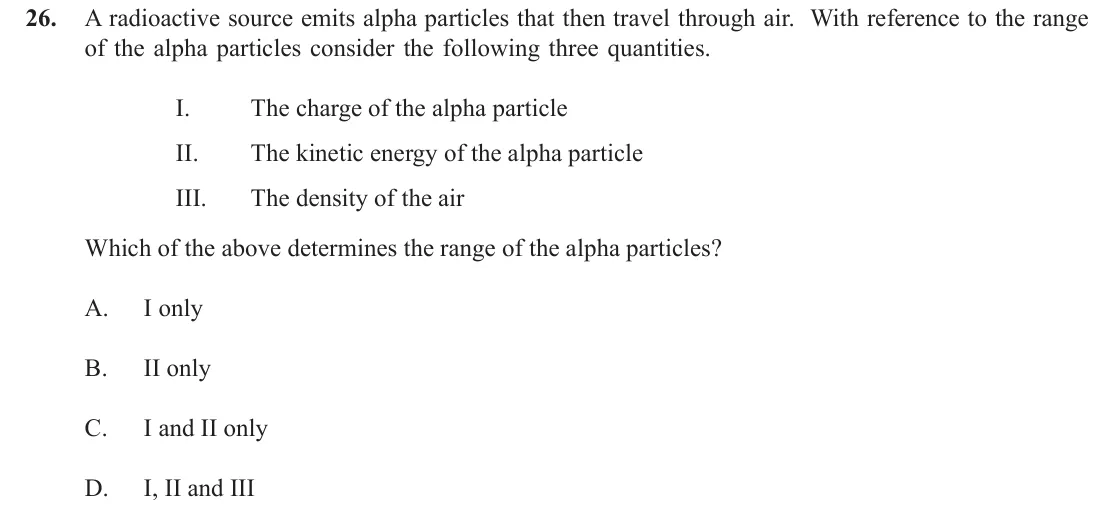 26. A radioactive source emits alpha particles that then travel through air. With reference to the range
of the alpha particles consider the following three quantities.
I. The charge of the alpha particle
II. The kinetic energy of the alpha particle
III. The density of the air
Which of the above determines the range of the alpha particles?
A. I only
B. II only
C. I and II only
D. I, II and III